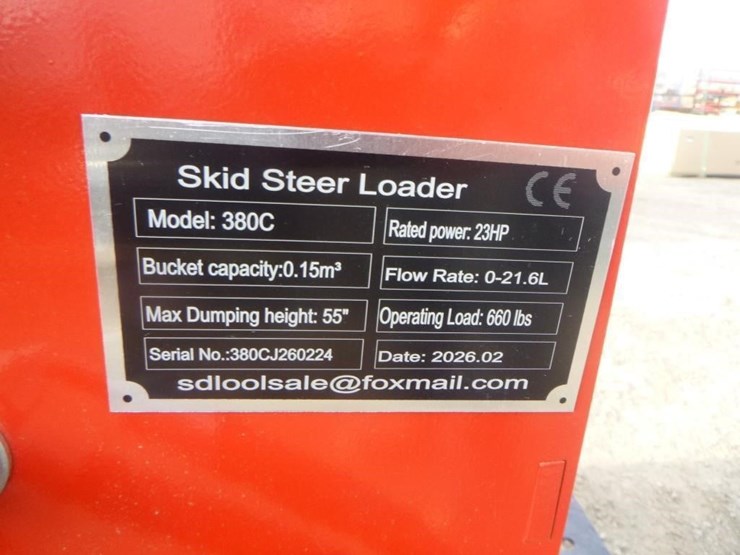 Skid Steer Loader CE
Model: 380C
Rated power: 23HP
Bucket capacity:0.15m³
Flow Rate: 0-21.6L
Max Dumping height: 55"
Operating Load: 660 lbs
Serial No.:380CJ260224
Date: 2026.02
sdloolsale@foxmail.com